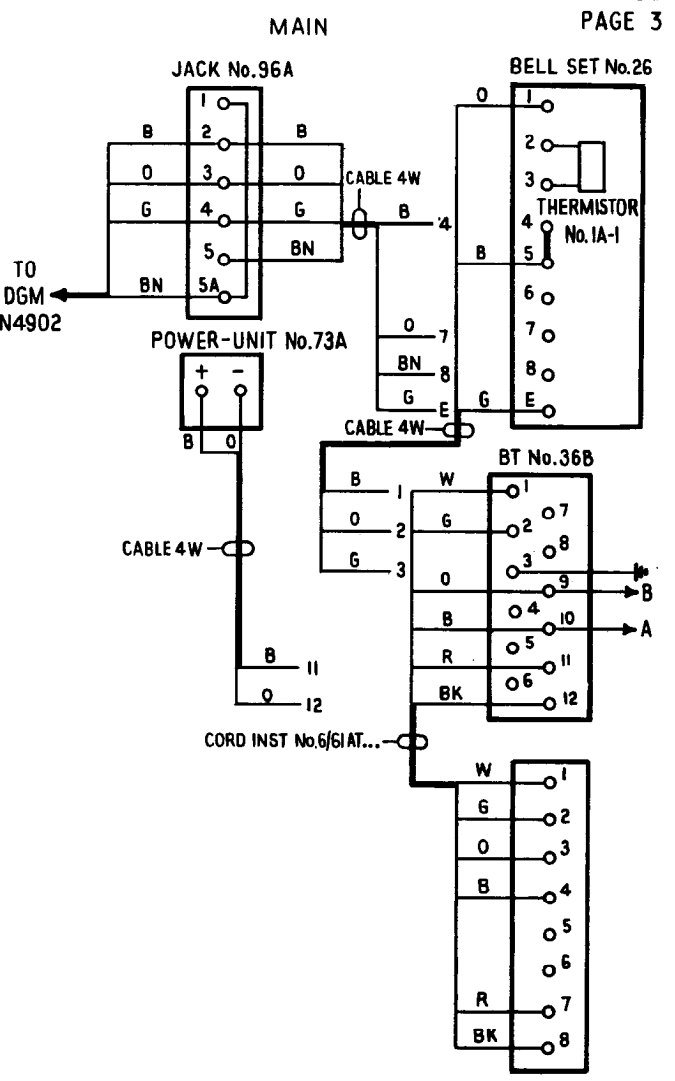 PAGE 3
MAIN
JACK No.96A
1
B 2 B
O 3 O
G 4 G
5 BN
BN 5A
CABLE 4W
B 4
O 7
BN 8
G E
TO
DGM
N4902
POWER-UNIT No.73A
+ -
B O
CABLE 4W
B 11
O 12
BELL SET No.26
O 1
2
3
THERMISTOR
No.1A-1
4
B 5
6
7
8
G E
CABLE 4W
B 1
O 2
G 3
BT No.36B
W 1
7
G 2
8
3
O 9 B
4
B 10 A
5
R 11
6
BK 12
CORD INST No.6/61AT...
W 1
G 2
O 3
B 4
5
6
R 7
BK 8